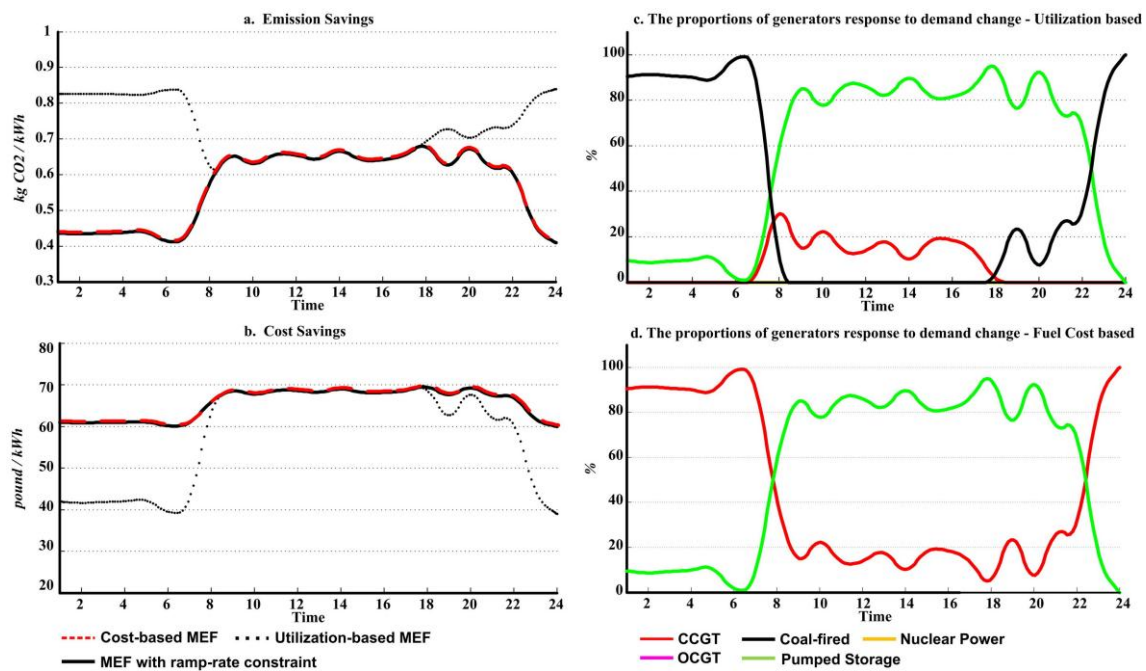 a. Emission Savings
1
0.9
0.8
0.7
0.6
0.5
0.4
0.3
kg CO2 / kWh
2 4 6 8 10 12 14 16 18 20 22 24
Time
b. Cost Savings
80
70
60
50
40
30
20
pound / kWh
2 4 6 8 10 12 14 16 18 20 22 24
Time
Cost-based MEF Utilization-based MEF
MEF with ramp-rate constraint
c. The proportions of generators response to demand change - Utilization based
100
80
60
40
20
0
%
2 4 6 8 10 12 14 16 18 20 22 24
Time
d. The proportions of generators response to demand change - Fuel Cost based
100
80
60
40
20
0
%
2 4 6 8 10 12 14 16 18 20 22 24
Time
CCGT Coal-fired Nuclear Power
OCGT Pumped Storage